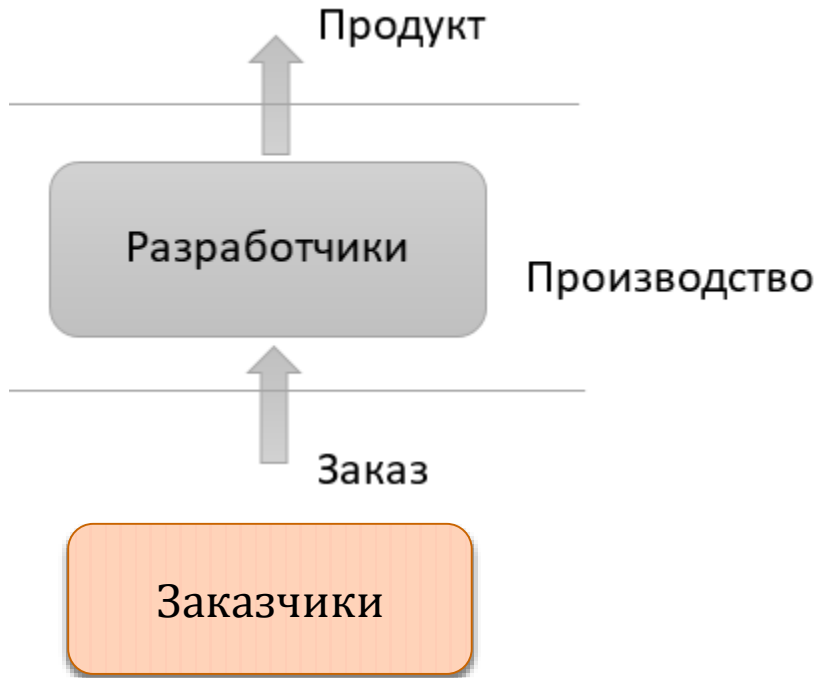 Продукт
Разработчики
Производство
Заказ
Заказчики